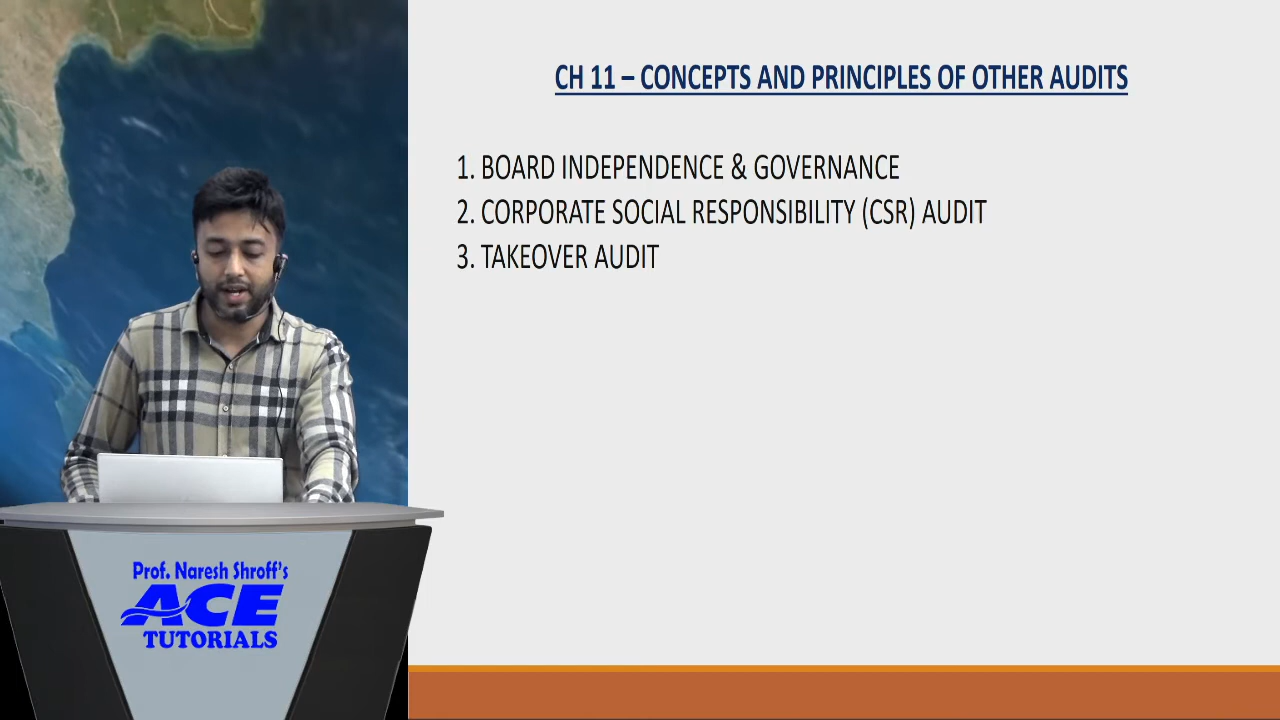 CH 11 – CONCEPTS AND PRINCIPLES OF OTHER AUDITS
1. BOARD INDEPENDENCE & GOVERNANCE
2. CORPORATE SOCIAL RESPONSIBILITY (CSR) AUDIT
3. TAKEOVER AUDIT
Prof. Naresh Shroff's
ACE
TUTORIALS